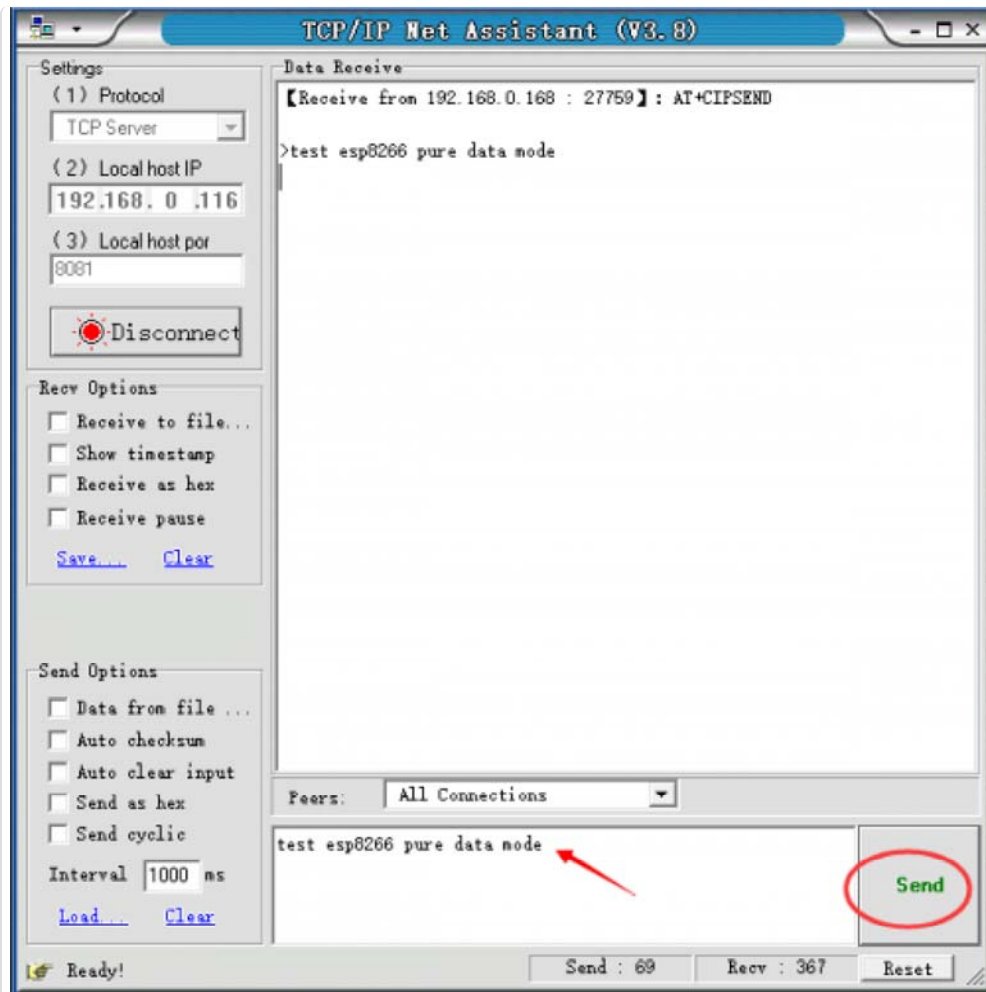 TCP/IP Net Assistant (V3.8)
Settings
(1) Protocol
TCP Server
(2) Local host IP
192.168. 0 .116
(3) Local host por
8081
Disconnect
Recv Options
Receive to file...
Show timestamp
Receive as hex
Receive pause
Save... Clear
Send Options
Data from file ...
Auto checksum
Auto clear input
Send as hex
Send cyclic
Interval 1000 ms
Load... Clear
Data Receive
【Receive from 192.168.0.168 : 27759】: AT+CIPSEND
>test esp8266 pure data mode
Peers: All Connections
test esp8266 pure data mode
Send
Ready!
Send : 69
Recv : 367
Reset